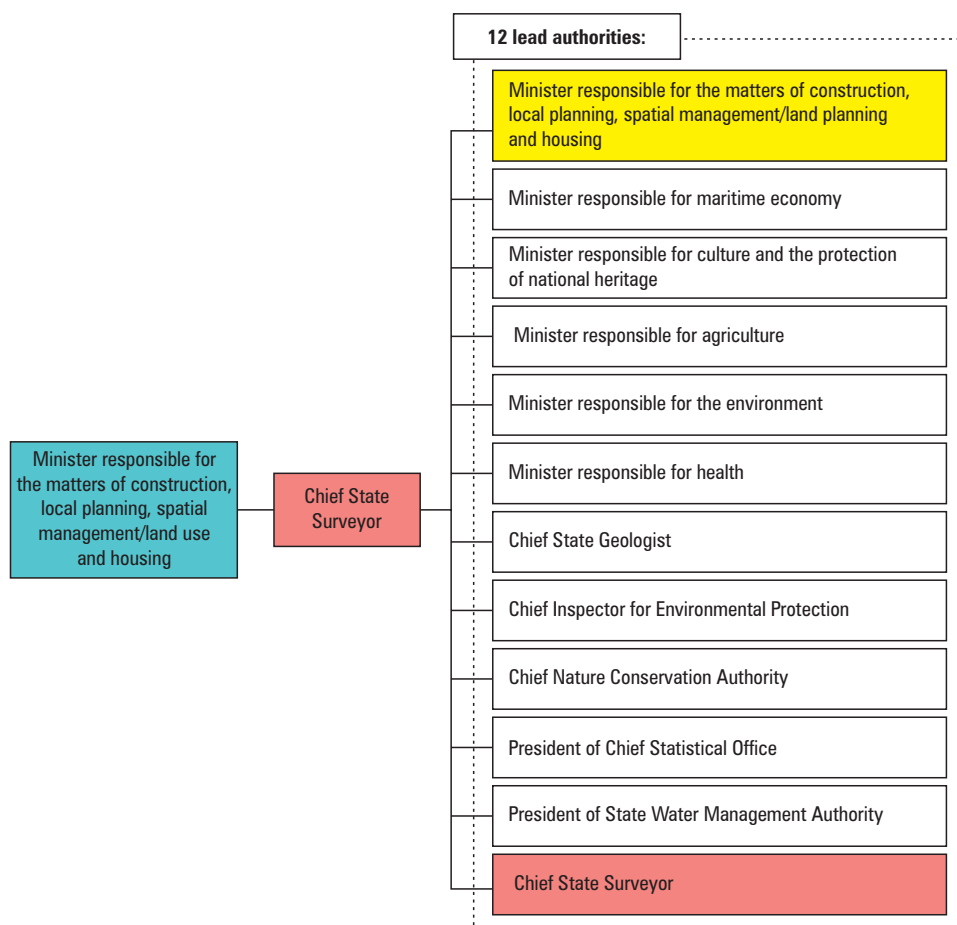 12 lead authorities:
Minister responsible for the matters of construction,
local planning, spatial management/land planning
and housing
Minister responsible for maritime economy
Minister responsible for culture and the protection
of national heritage
Minister responsible for agriculture
Minister responsible for the environment
Minister responsible for health
Chief State Geologist
Chief Inspector for Environmental Protection
Chief Nature Conservation Authority
President of Chief Statistical Office
President of State Water Management Authority
Chief State Surveyor
Minister responsible for
the matters of construction,
local planning, spatial
management/land use
and housing
Chief State
Surveyor